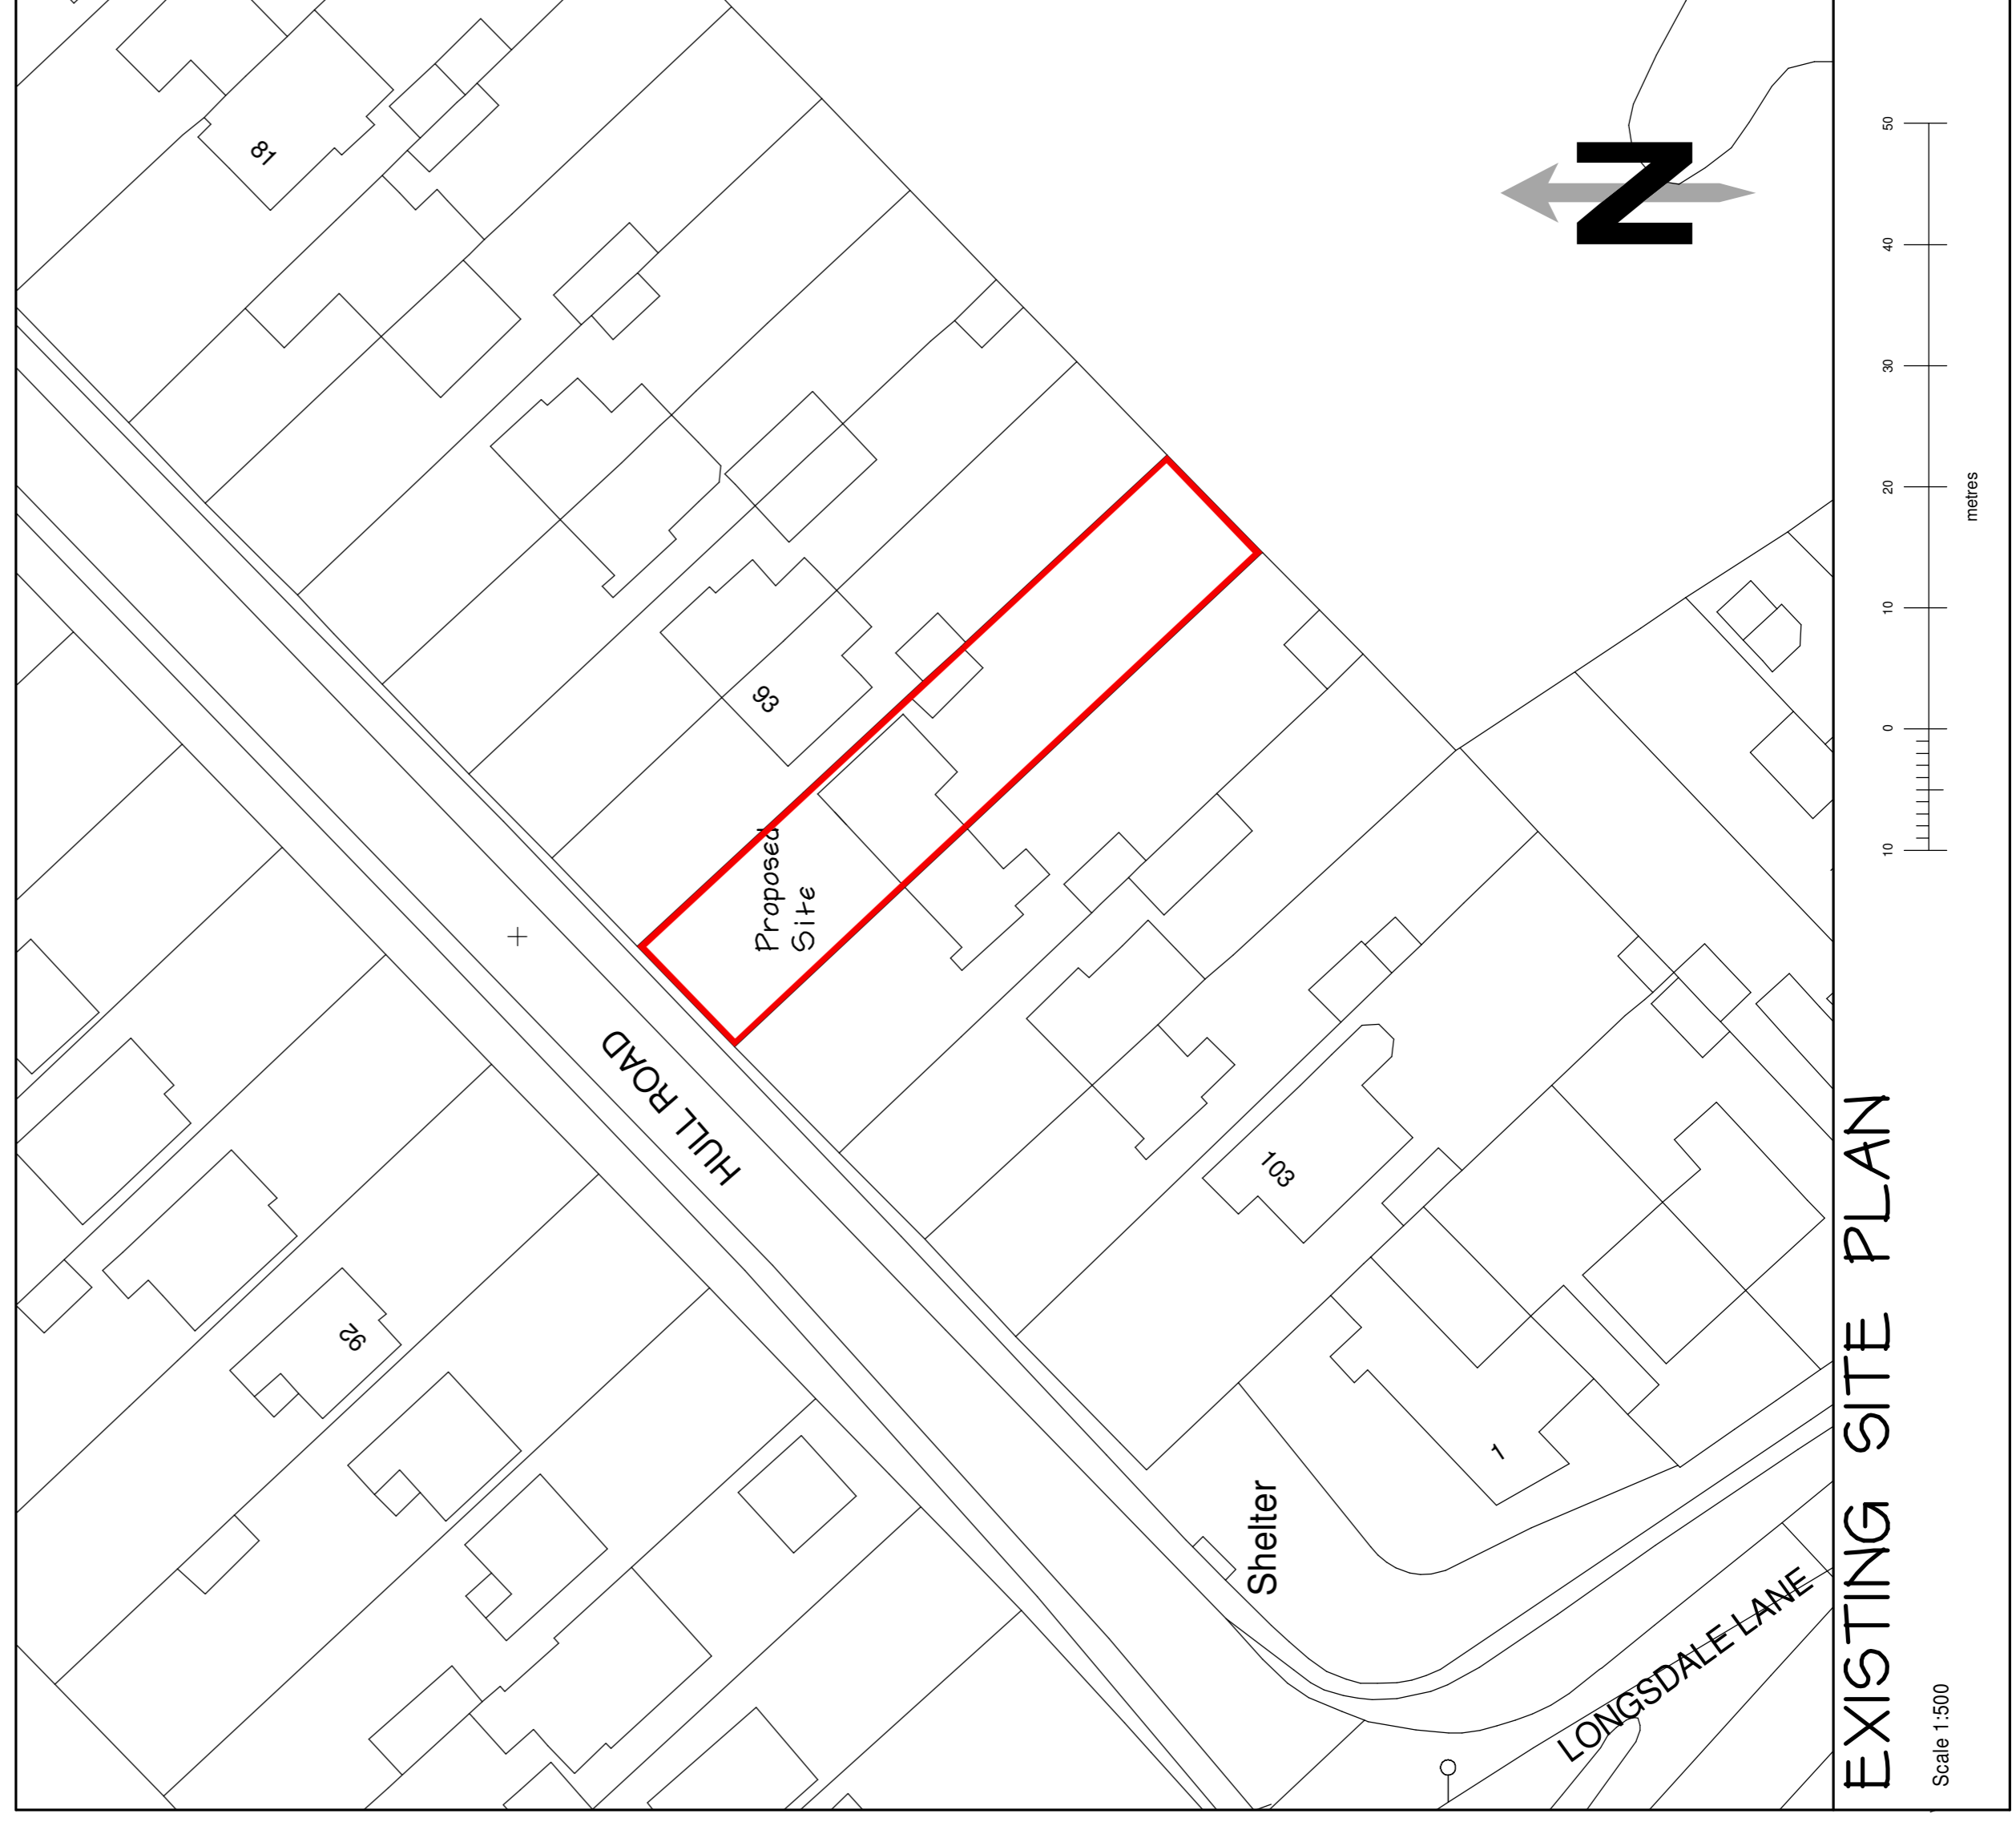 81
93
Proposed
Site
HULL ROAD
92
103
1
Shelter
LONGSDALE LANE
N
EXISTING SITE PLAN
Scale 1:500
10 0 10 20 30 40 50
metres